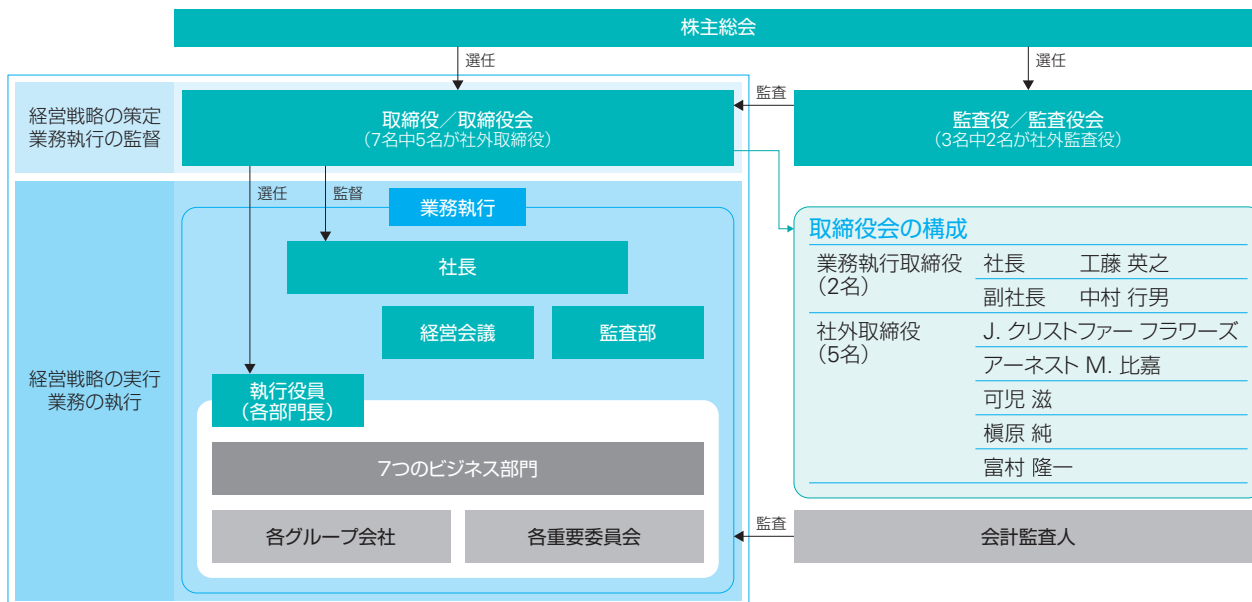 株主総会
選任
選任
経営戦略の策定
業務執行の監督
取締役／取締役会
（7名中5名が社外取締役）
監査
監査役／監査役会
（3名中2名が社外監査役）
選任
監督
業務執行
社長
経営会議
監査部
経営戦略の実行
業務の執行
執行役員
（各部門長）
7つのビジネス部門
各グループ会社
各重要委員会
取締役会の構成
業務執行取締役
（2名）
社長 工藤 英之
副社長 中村 行男
社外取締役
（5名）
J. クリストファー フラワーズ
アーネスト M. 比嘉
可児 滋
槇原 純
富村 隆一
監査
会計監査人